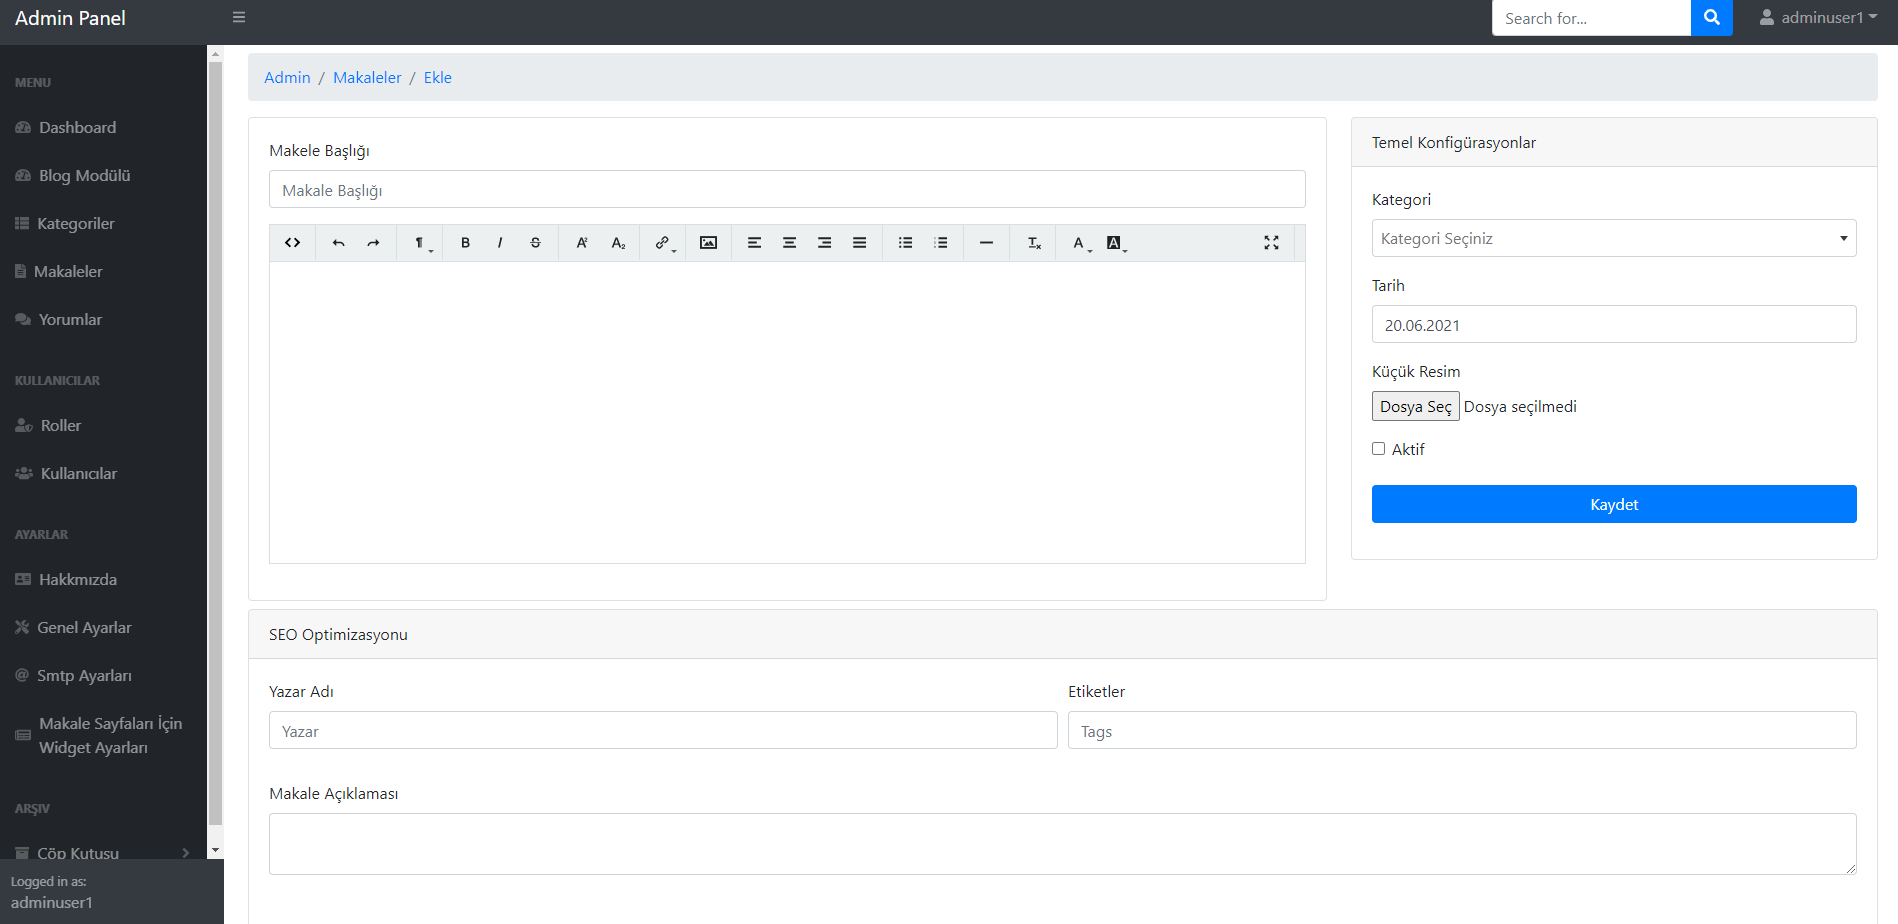 Admin Panel
Search for...
adminuser1
MENU
Dashboard
Blog Modülü
Kategoriler
Makaleler
Yorumlar
KULLANICILAR
Roller
Kullanıcılar
AYARLAR
Hakkmızda
Genel Ayarlar
Smtp Ayarları
Makale Sayfaları İçin
Widget Ayarları
ARŞIV
Çöp Kutusu
Logged in as:
adminuser1
Admin / Makaleler / Ekle
Makele Başlığı
Makale Başlığı
Temel Konfigürasyonlar
Kategori
Kategori Seçiniz
Tarih
20.06.2021
Küçük Resim
Dosya Seç Dosya seçilmedi
Aktif
Kaydet
SEO Optimizasyonu
Yazar Adı
Yazar
Etiketler
Tags
Makale Açıklaması